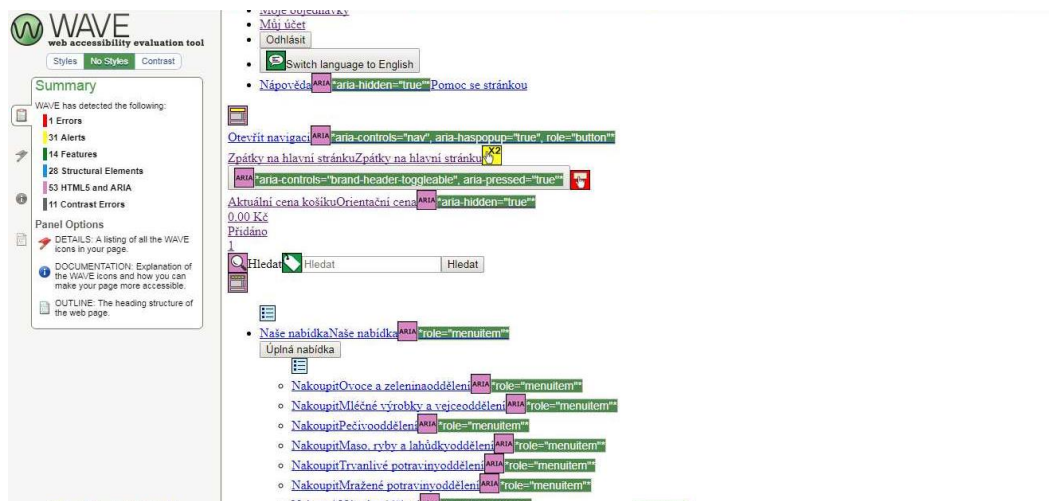 WAVE
web accessibility evaluation tool
Styles No Styles Contrast
Summary
WAVE has detected the following:
1 Errors
31 Alerts
14 Features
28 Structural Elements
53 HTML5 and ARIA
11 Contrast Errors
Panel Options
DETAILS: A listing of all the WAVE
icons in your page.
DOCUMENTATION: Explanation of
the WAVE icons and how you can
make your page more accessible.
OUTLINE: The heading structure of
the web page.
Moje objednávky
Můj účet
Odhlásit
Switch language to English
Nápověda ARIA *aria-hidden="true"* Pomoc se stránkou
Otevřít navigaci ARIA *aria-controls="nav", aria-haspopup="true", role="button"*
Zpátky na hlavní stránkuZpátky na hlavní stránku X2
ARIA *aria-controls="brand-header-toggleable", aria-pressed="true"*
Aktuální cena košíkuOrientační cena ARIA *aria-hidden="true"*
0.00 Kč
Přidáno
1
Hledat Hledat Hledat
Naše nabídkaNaše nabídka ARIA *role="menuitem"*
Úplná nabídka
NakoupitOvoce a zeleninaoddělení ARIA *role="menuitem"*
NakoupitMléčné výrobky a vejceoddělení ARIA *role="menuitem"*
NakoupitPečivooddělení ARIA *role="menuitem"*
NakoupitMaso, ryby a lahůdkyoddělení ARIA *role="menuitem"*
NakoupitTrvanlivé potravinyoddělení ARIA *role="menuitem"*
NakoupitMražené potravinyoddělení ARIA *role="menuitem"*